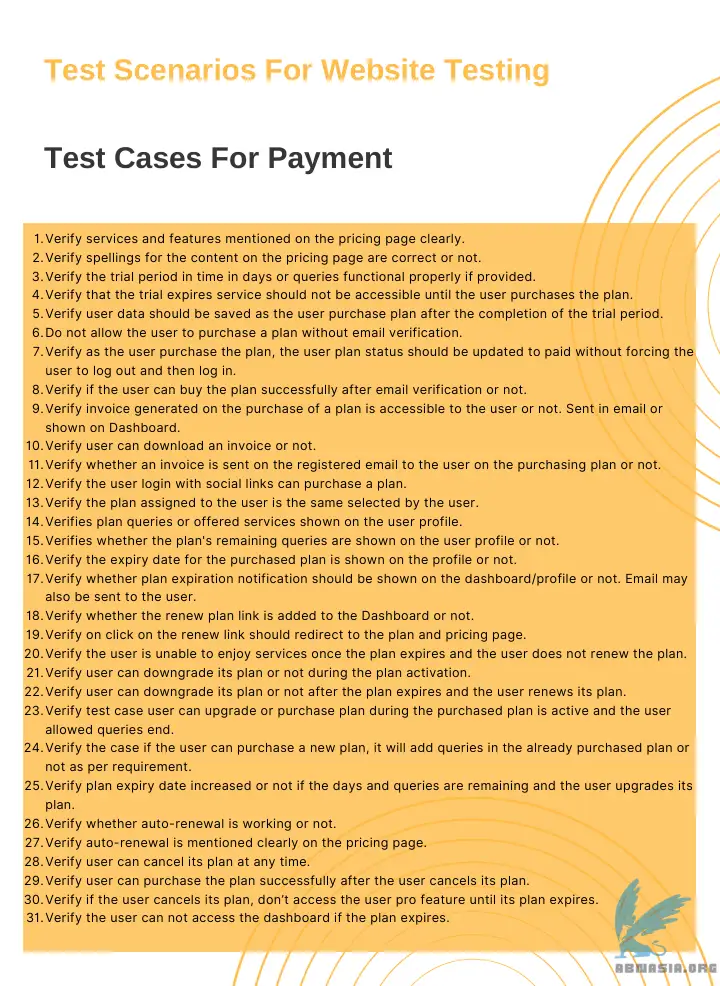 Test Scenarios For Website Testing
Test Cases For Payment
1. Verify services and features mentioned on the pricing page clearly.
2. Verify spellings for the content on the pricing page are correct or not.
3. Verify the trial period in time in days or queries functional properly if provided.
4. Verify that the trial expires service should not be accessible until the user purchases the plan.
5. Verify user data should be saved as the user purchase plan after the completion of the trial period.
6. Do not allow the user to purchase a plan without email verification.
7. Verify as the user purchase the plan, the user plan status should be updated to paid without forcing the
user to log out and then log in.
8. Verify if the user can buy the plan successfully after email verification or not.
9. Verify invoice generated on the purchase of a plan is accessible to the user or not. Sent in email or
shown on Dashboard.
10. Verify user can download an invoice or not.
11. Verify whether an invoice is sent on the registered email to the user on the purchasing plan or not.
12. Verify the user login with social links can purchase a plan.
13. Verify the plan assigned to the user is the same selected by the user.
14. Verifies plan queries or offered services shown on the user profile.
15. Verifies whether the plan's remaining queries are shown on the user profile or not.
16. Verify the expiry date for the purchased plan is shown on the profile or not.
17. Verify whether plan expiration notification should be shown on the dashboard/profile or not. Email may
also be sent to the user.
18. Verify whether the renew plan link is added to the Dashboard or not.
19. Verify on click on the renew link should redirect to the plan and pricing page.
20. Verify the user is unable to enjoy services once the plan expires and the user does not renew the plan.
21. Verify user can downgrade its plan or not during the plan activation.
22. Verify user can downgrade its plan or not after the plan expires and the user renews its plan.
23. Verify test case user can upgrade or purchase plan during the purchased plan is active and the user
allowed queries end.
24. Verify the case if the user can purchase a new plan, it will add queries in the already purchased plan or
not as per requirement.
25. Verify plan expiry date increased or not if the days and queries are remaining and the user upgrades its
plan.
26. Verify whether auto-renewal is working or not.
27. Verify auto-renewal is mentioned clearly on the pricing page.
28. Verify user can cancel its plan at any time.
29. Verify user can purchase the plan successfully after the user cancels its plan.
30. Verify if the user cancels its plan, don't access the user pro feature until its plan expires.
31. Verify the user can not access the dashboard if the plan expires.
ABWASIA.ORG